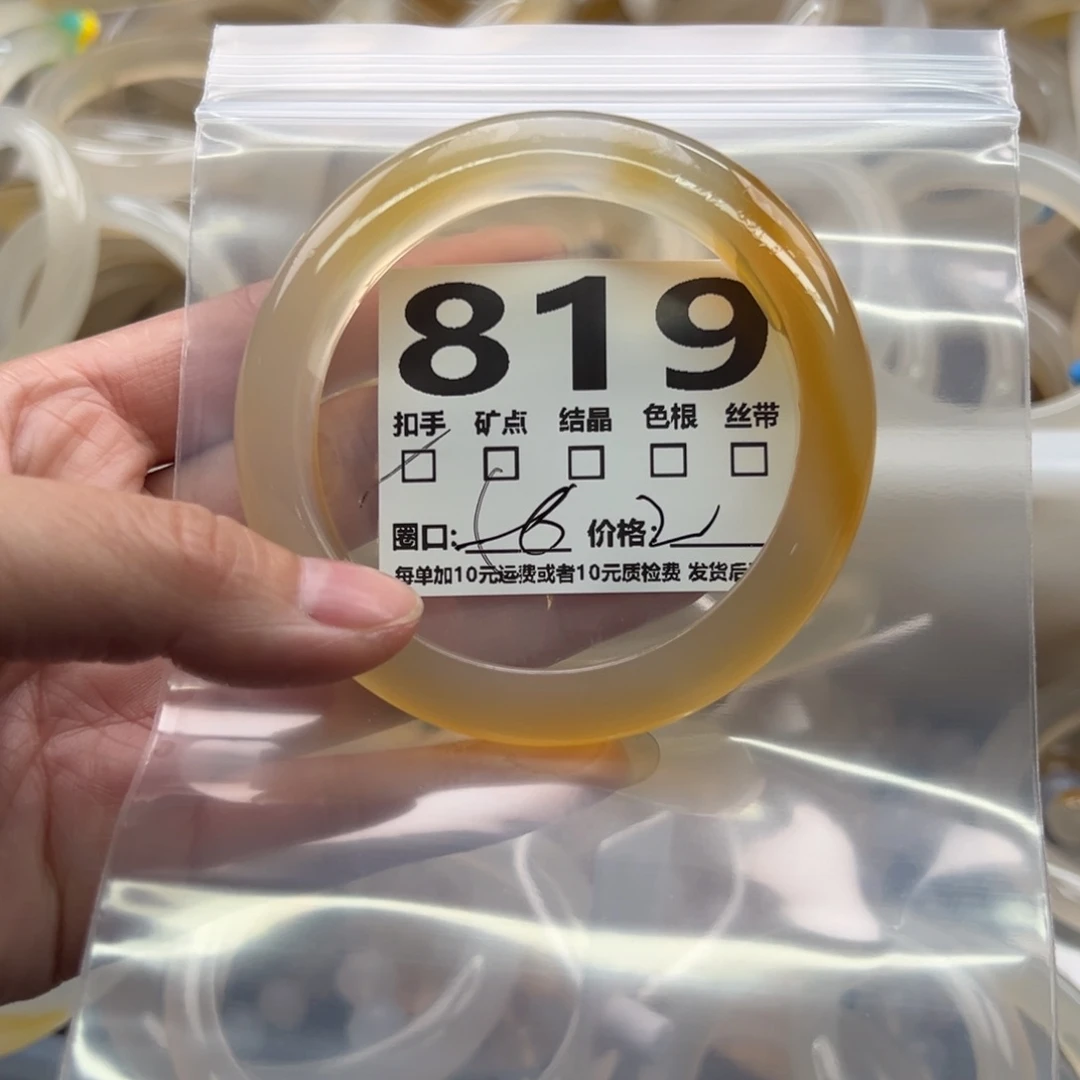 819
扣手 矿点 结晶 色根 丝带
圈口: 价格:
每单加10元运费或者10元质检费 发货后